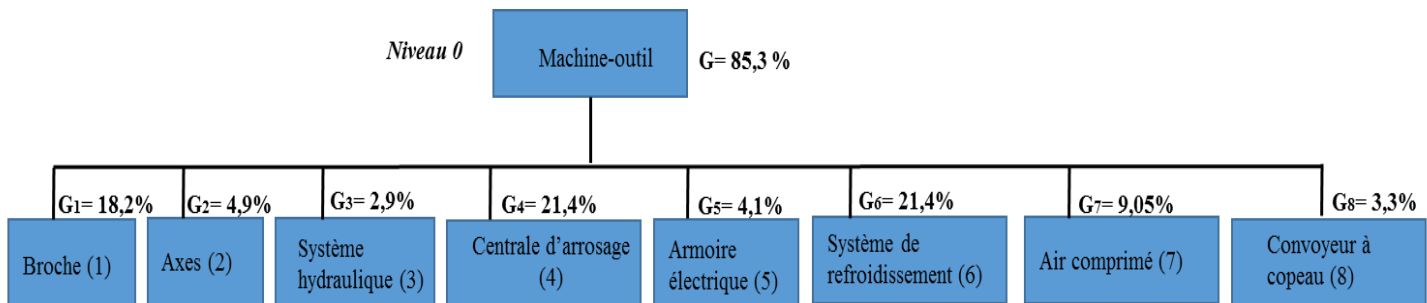 Niveau 0
Machine-outil
G= 85,3 %
G1= 18,2%
G2= 4,9%
G3= 2,9%
G4= 21,4%
G5= 4,1%
G6= 21,4%
G7= 9,05%
G8= 3,3%
Broche (1)
Axes (2)
Système
hydraulique (3)
Centrale d’arrosage
(4)
Armoire
électrique (5)
Système de
refroidissement (6)
Air comprimé (7)
Convoyeur à
copeau (8)